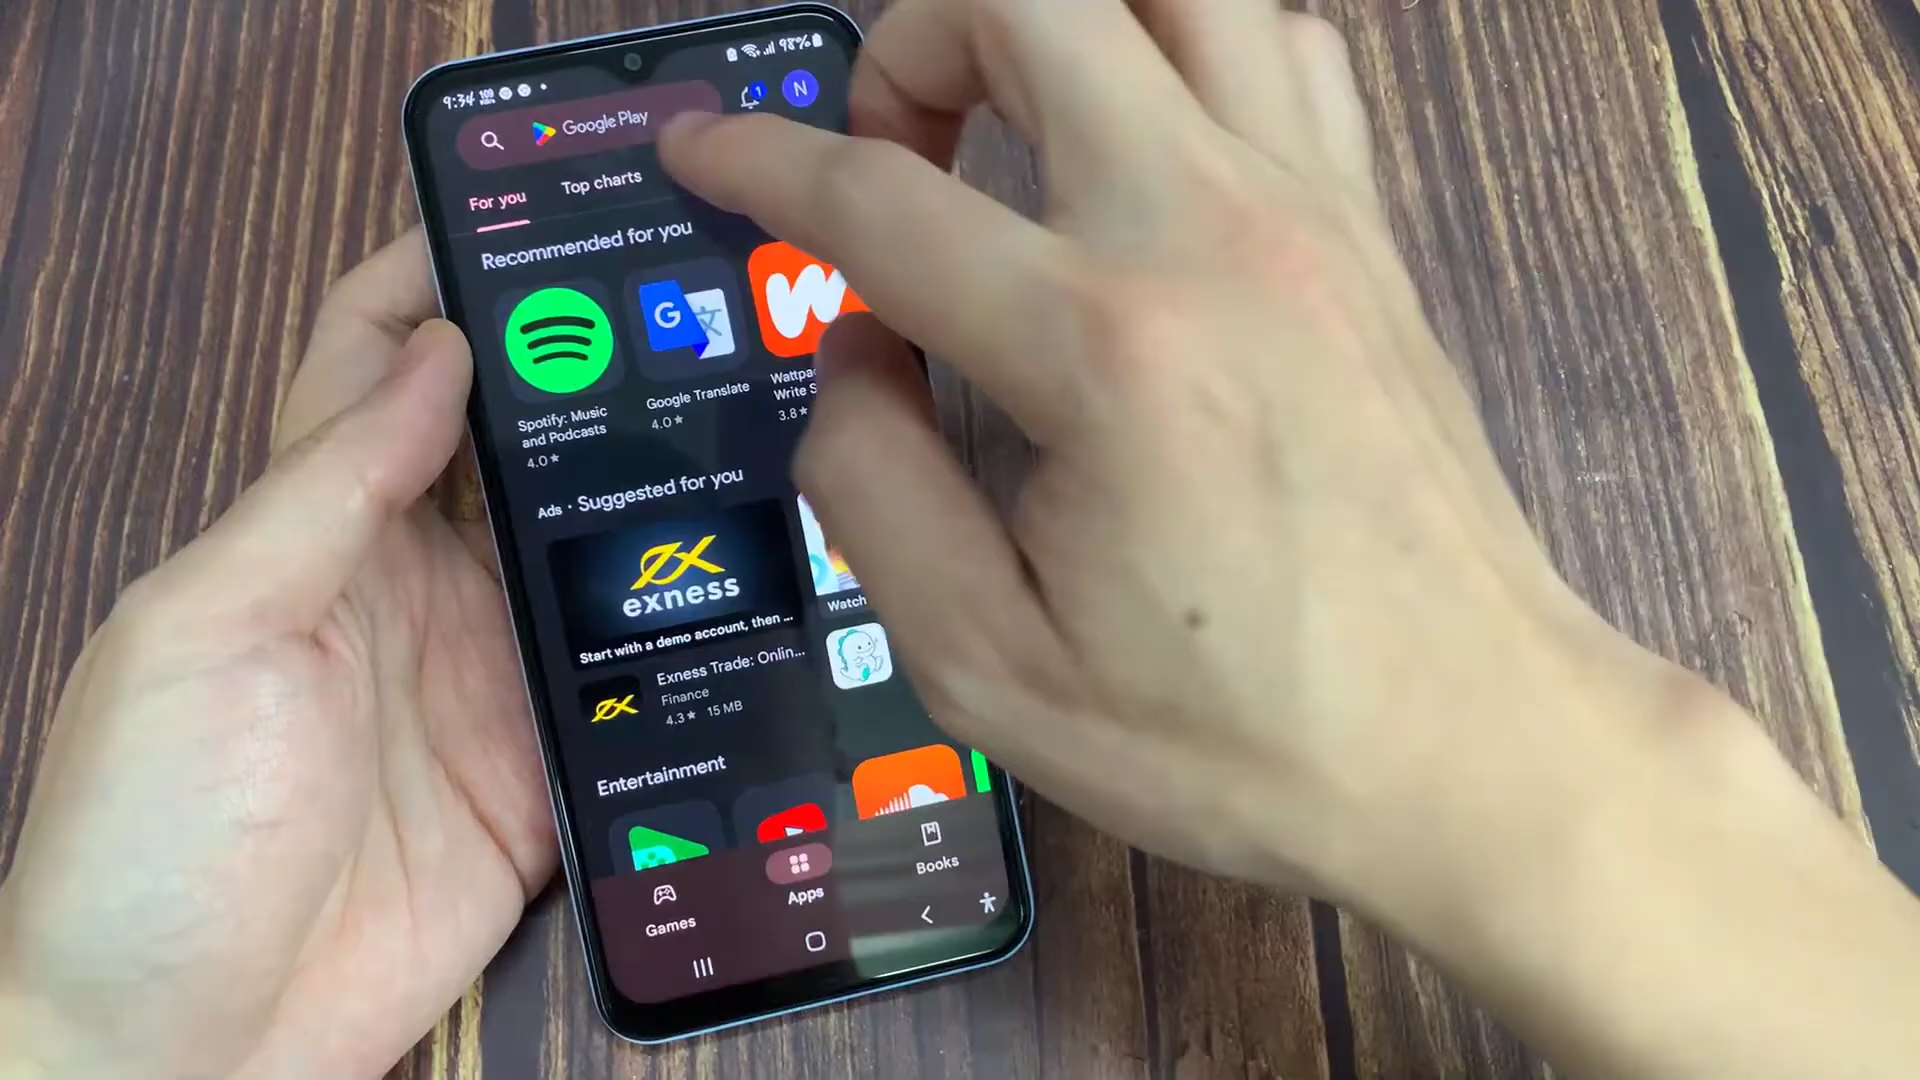 9:34
98%
Google Play
1
N
For you
Top charts
Recommended for you
G
Spotify: Music
and Podcasts
4.0★
Google Translate
4.0★
3.8★
Ads · Suggested for you
exness
Start with a demo account, then ...
Exness Trade: Onlin...
Finance
4.3★ 15 MB
Watch
Entertainment
Games
Apps
Books